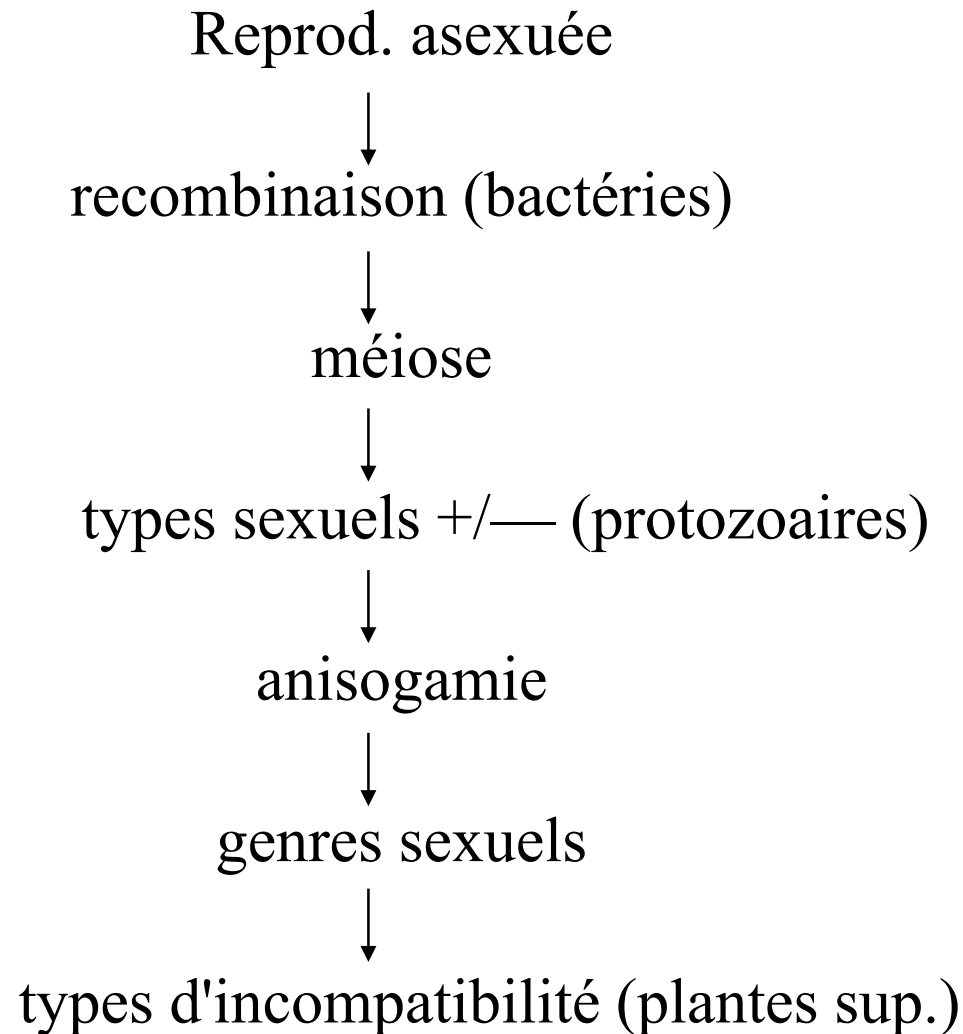 Reprod. asexuée
recombinaison (bactéries)
méiose
types sexuels +/— (protozoaires)
anisogamie
genres sexuels
types d'incompatibilité (plantes sup.)